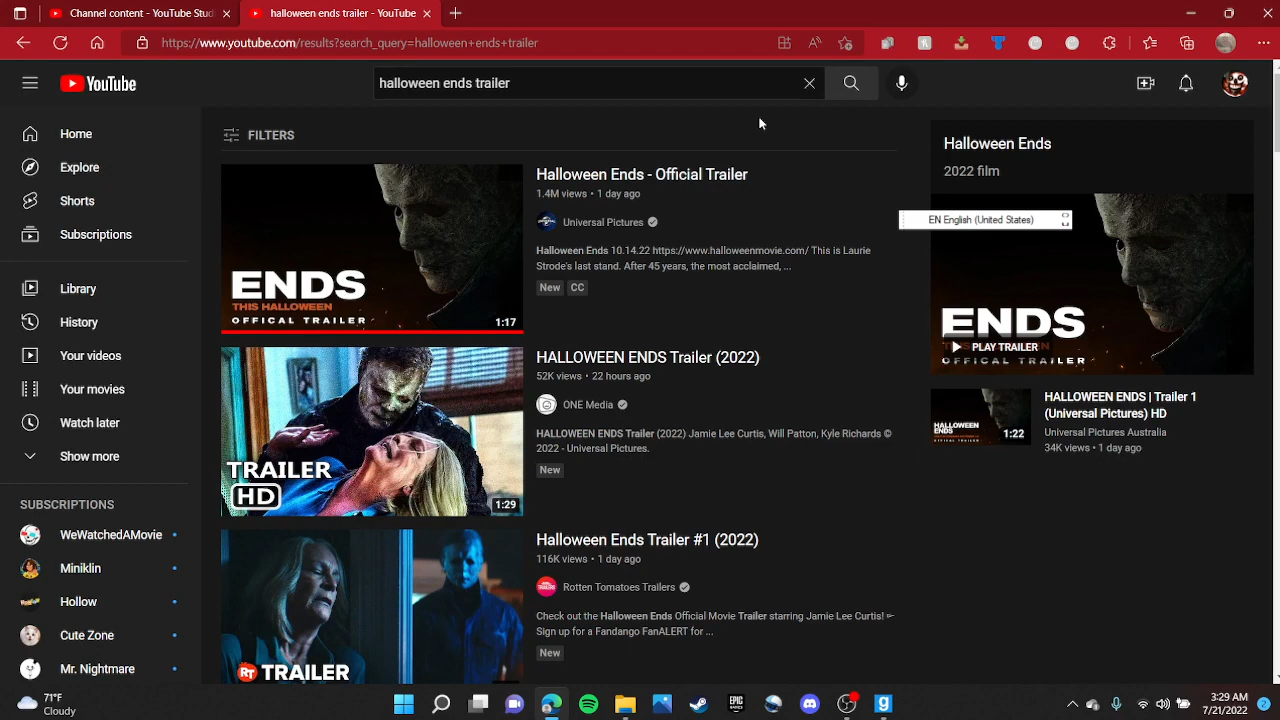 Channel content - YouTube Studi
halloween ends trailer - YouTube
https://www.youtube.com/results?search_query=halloween+ends+trailer
YouTube
halloween ends trailer
Home
Explore
Shorts
Subscriptions
Library
History
Your videos
Your movies
Watch later
Show more
SUBSCRIPTIONS
WeWatchedAMovie
Miniklin
Hollow
Cute Zone
Mr. Nightmare
FILTERS
ENDS
THIS HALLOWEEN
OFFICAL TRAILER
1:17
Halloween Ends - Official Trailer
1.4M views • 1 day ago
Universal Pictures
Halloween Ends 10.14.22 https://www.halloweenmovie.com/ This is Laurie
Strode's last stand. After 45 years, the most acclaimed, ...
New CC
TRAILER
HD
1:29
HALLOWEEN ENDS Trailer (2022)
52K views • 22 hours ago
ONE Media
HALLOWEEN ENDS Trailer (2022) Jamie Lee Curtis, Will Patton, Kyle Richards ©
2022 - Universal Pictures.
New
RT TRAILER
Halloween Ends Trailer #1 (2022)
116K views • 1 day ago
Rotten Tomatoes Trailers
Check out the Halloween Ends Official Movie Trailer starring Jamie Lee Curtis! ►
Sign up for a Fandango FanALERT for ...
New
Halloween Ends
2022 film
EN English (United States)
ENDS
PLAY TRAILER
OFFICAL TRAILER
HALLOWEEN
ENDS
1:22
HALLOWEEN ENDS | Trailer 1
(Universal Pictures) HD
Universal Pictures Australia
34K views • 1 day ago
71°F
Cloudy
EPIC
GAMES
3:29 AM
7/21/2022
2